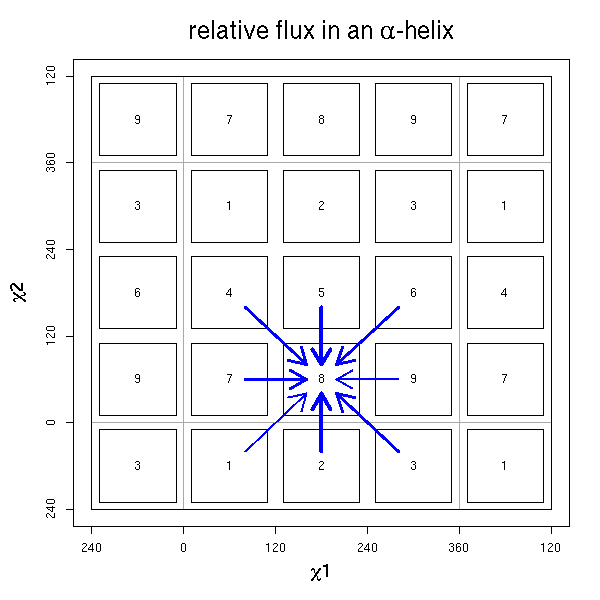 relative flux in an α-helix
120
9 7 8 9 7
360
3 1 2 3 1
240
6 4 5 6 4
χ2
120
9 7 8 9 7
0
3 1 2 3 1
240
240 0 120 240 360 120
χ1